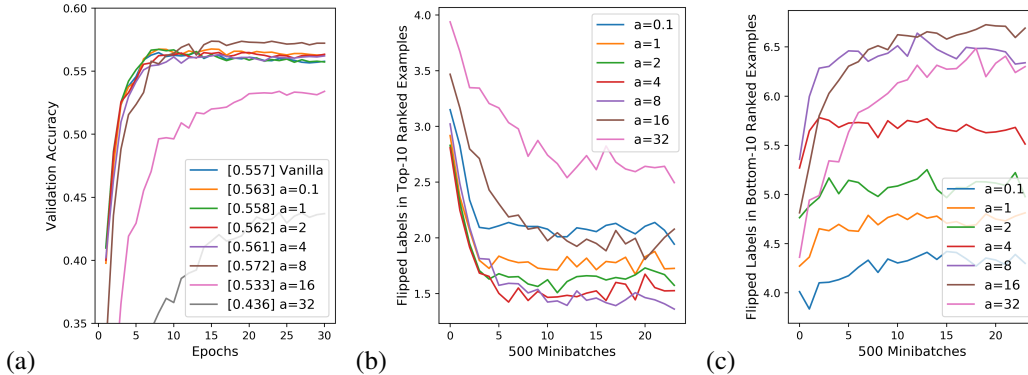 (a)
Validation Accuracy
0.60
0.55
0.50
0.45
0.40
0.35
[0.557] Vanilla
[0.563] a=0.1
[0.558] a=1
[0.562] a=2
[0.561] a=4
[0.572] a=8
[0.533] a=16
[0.436] a=32
0 5 10 15 20 25 30
Epochs
(b)
Flipped Labels in Top-10 Ranked Examples
4.0
3.5
3.0
2.5
2.0
1.5
a=0.1
a=1
a=2
a=4
a=8
a=16
a=32
0 5 10 15 20
500 Minibatches
(c)
Flipped Labels in Bottom-10 Ranked Examples
6.5
6.0
5.5
5.0
4.5
4.0
a=0.1
a=1
a=2
a=4
a=8
a=16
a=32
0 5 10 15 20
500 Minibatches